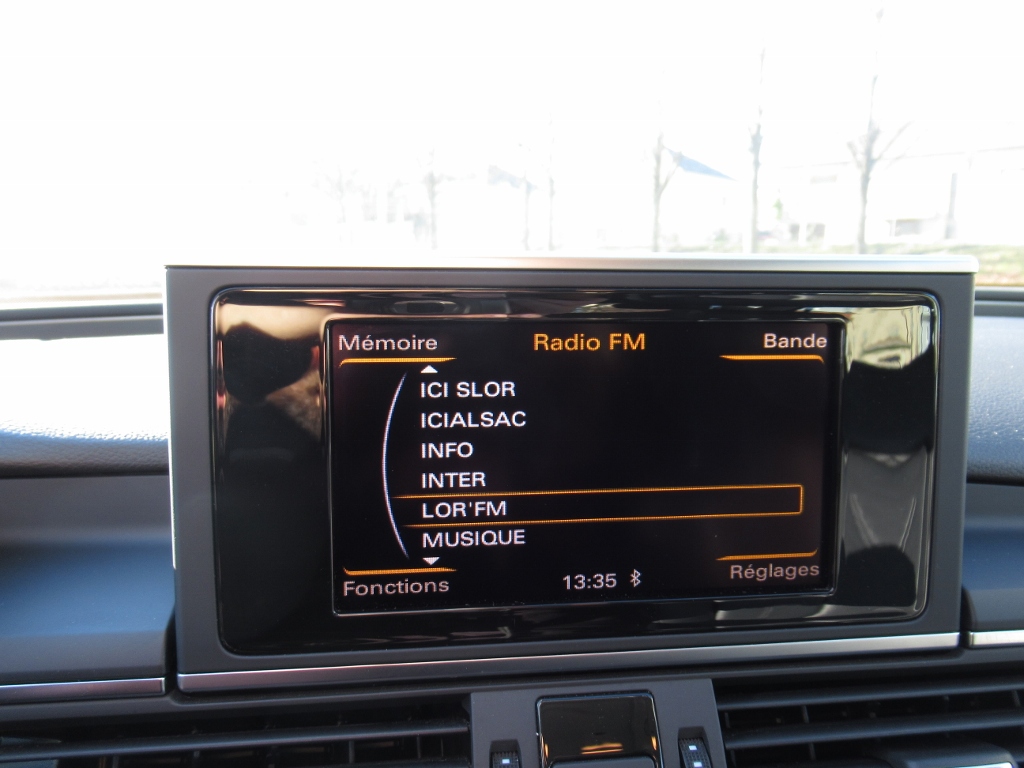 Mémoire Radio FM Bande
ICI SLOR
ICIALSAC
INFO
INTER
LOR'FM
MUSIQUE
Fonctions 13:35 Réglages